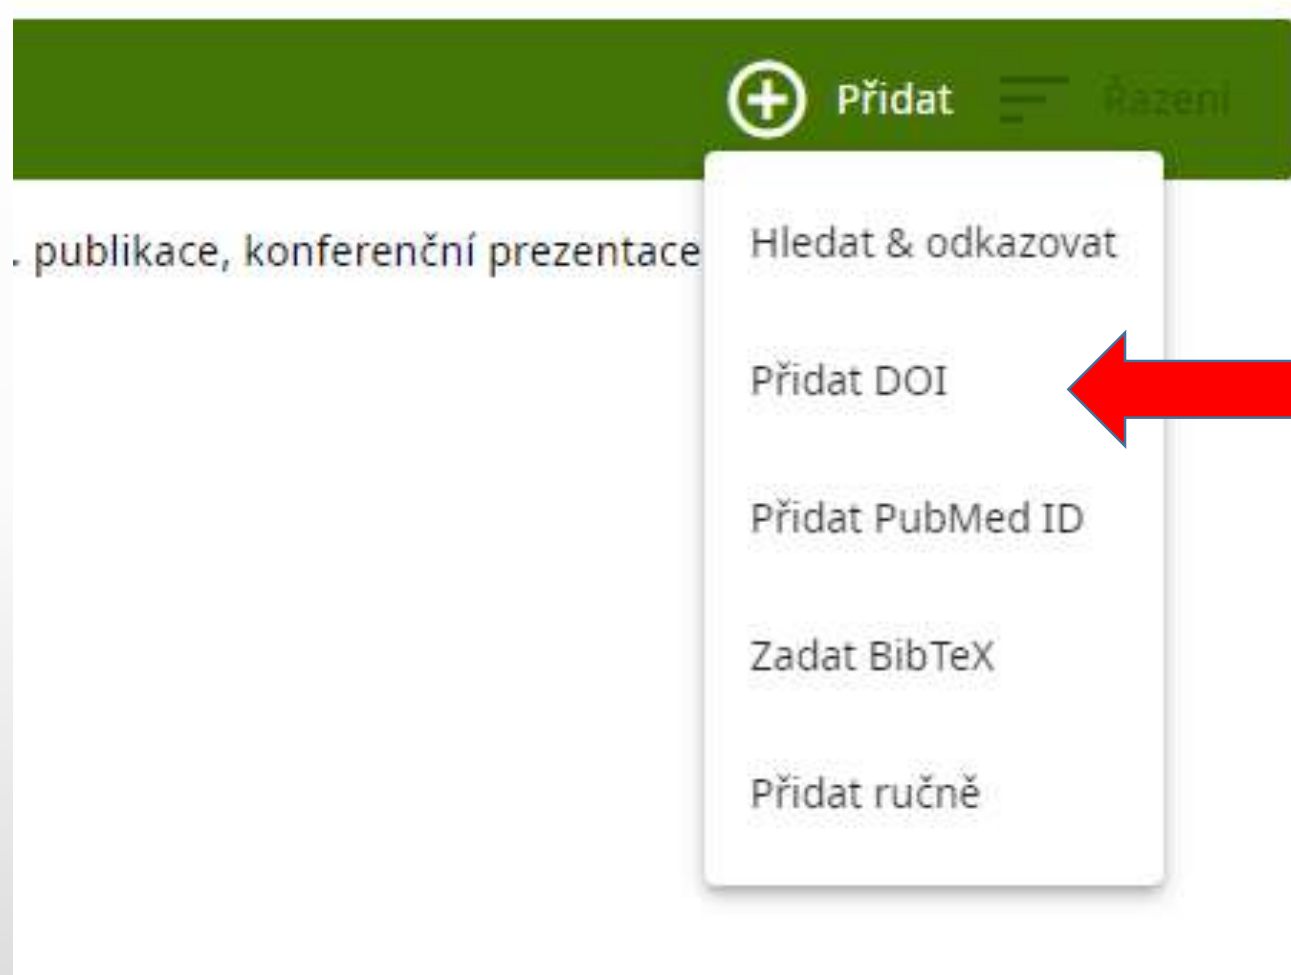 Přidat Řazení
. publikace, konferenční prezentace
Hledat & odkazovat
Přidat DOI
Přidat PubMed ID
Zadat BibTeX
Přidat ručně